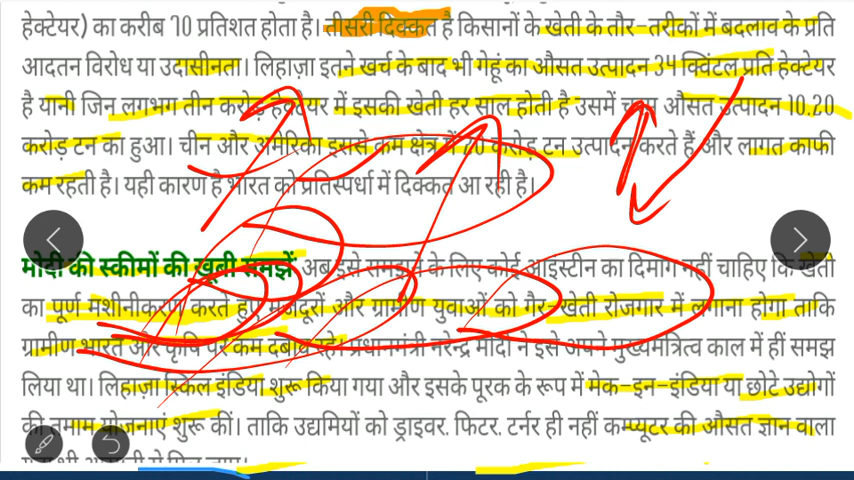 हेक्टेयर) का करीब 70 प्रतिशत होता है। तीसरी दिक्कत है किसानों के खेती के तौर-तरीकों में बदलाव के प्रति
आदतन विरोध या उदासीनता। लिहाज़ा इतने खर्च के बाद भी गेहूं का औसत उत्पादन 34 क्विंटल प्रति हेक्टेयर
है यानी जिन लगभग तीन करोड़ हेक्टेयर में इसकी खेती हर साल होती है उसमें औसत उत्पादन 10.20
करोड़ टन का हुआ। चीन और अमेरिका इससे कम क्षेत्र में करोड़ टन उत्पादन करते हैं और लागत काफी
कम रहती है। यही कारण है भारत को प्रतिस्पर्धा में दिक्कत आ रही है।
मोदी की स्कीमों की खूबी समझें अब इसे समझने के लिए कोई आइंस्टीन का दिमाग नहीं चाहिए कि खेती
का पूर्ण मशीनीकरण करते हुए मजदूरों और ग्रामीण युवाओं को गैर-खेती रोजगार में लगाना होगा ताकि
ग्रामीण भारत और कृषि पर कम दबाव रहे। प्रधानमंत्री नरेन्द्र मोदी ने इसे अपने मुख्यमंत्रित्व काल में हीं समझ
लिया था। लिहाज़ा स्किल इंडिया शुरू किया गया और इसके पूरक के रूप में मेक-इन-इंडिया या छोटे उद्योगों
की तमाम योजनाएं शुरू कीं। ताकि उद्यमियों को ड्राइवर, फिटर, टर्नर ही नहीं कम्प्यूटर की औसत ज्ञान वाला